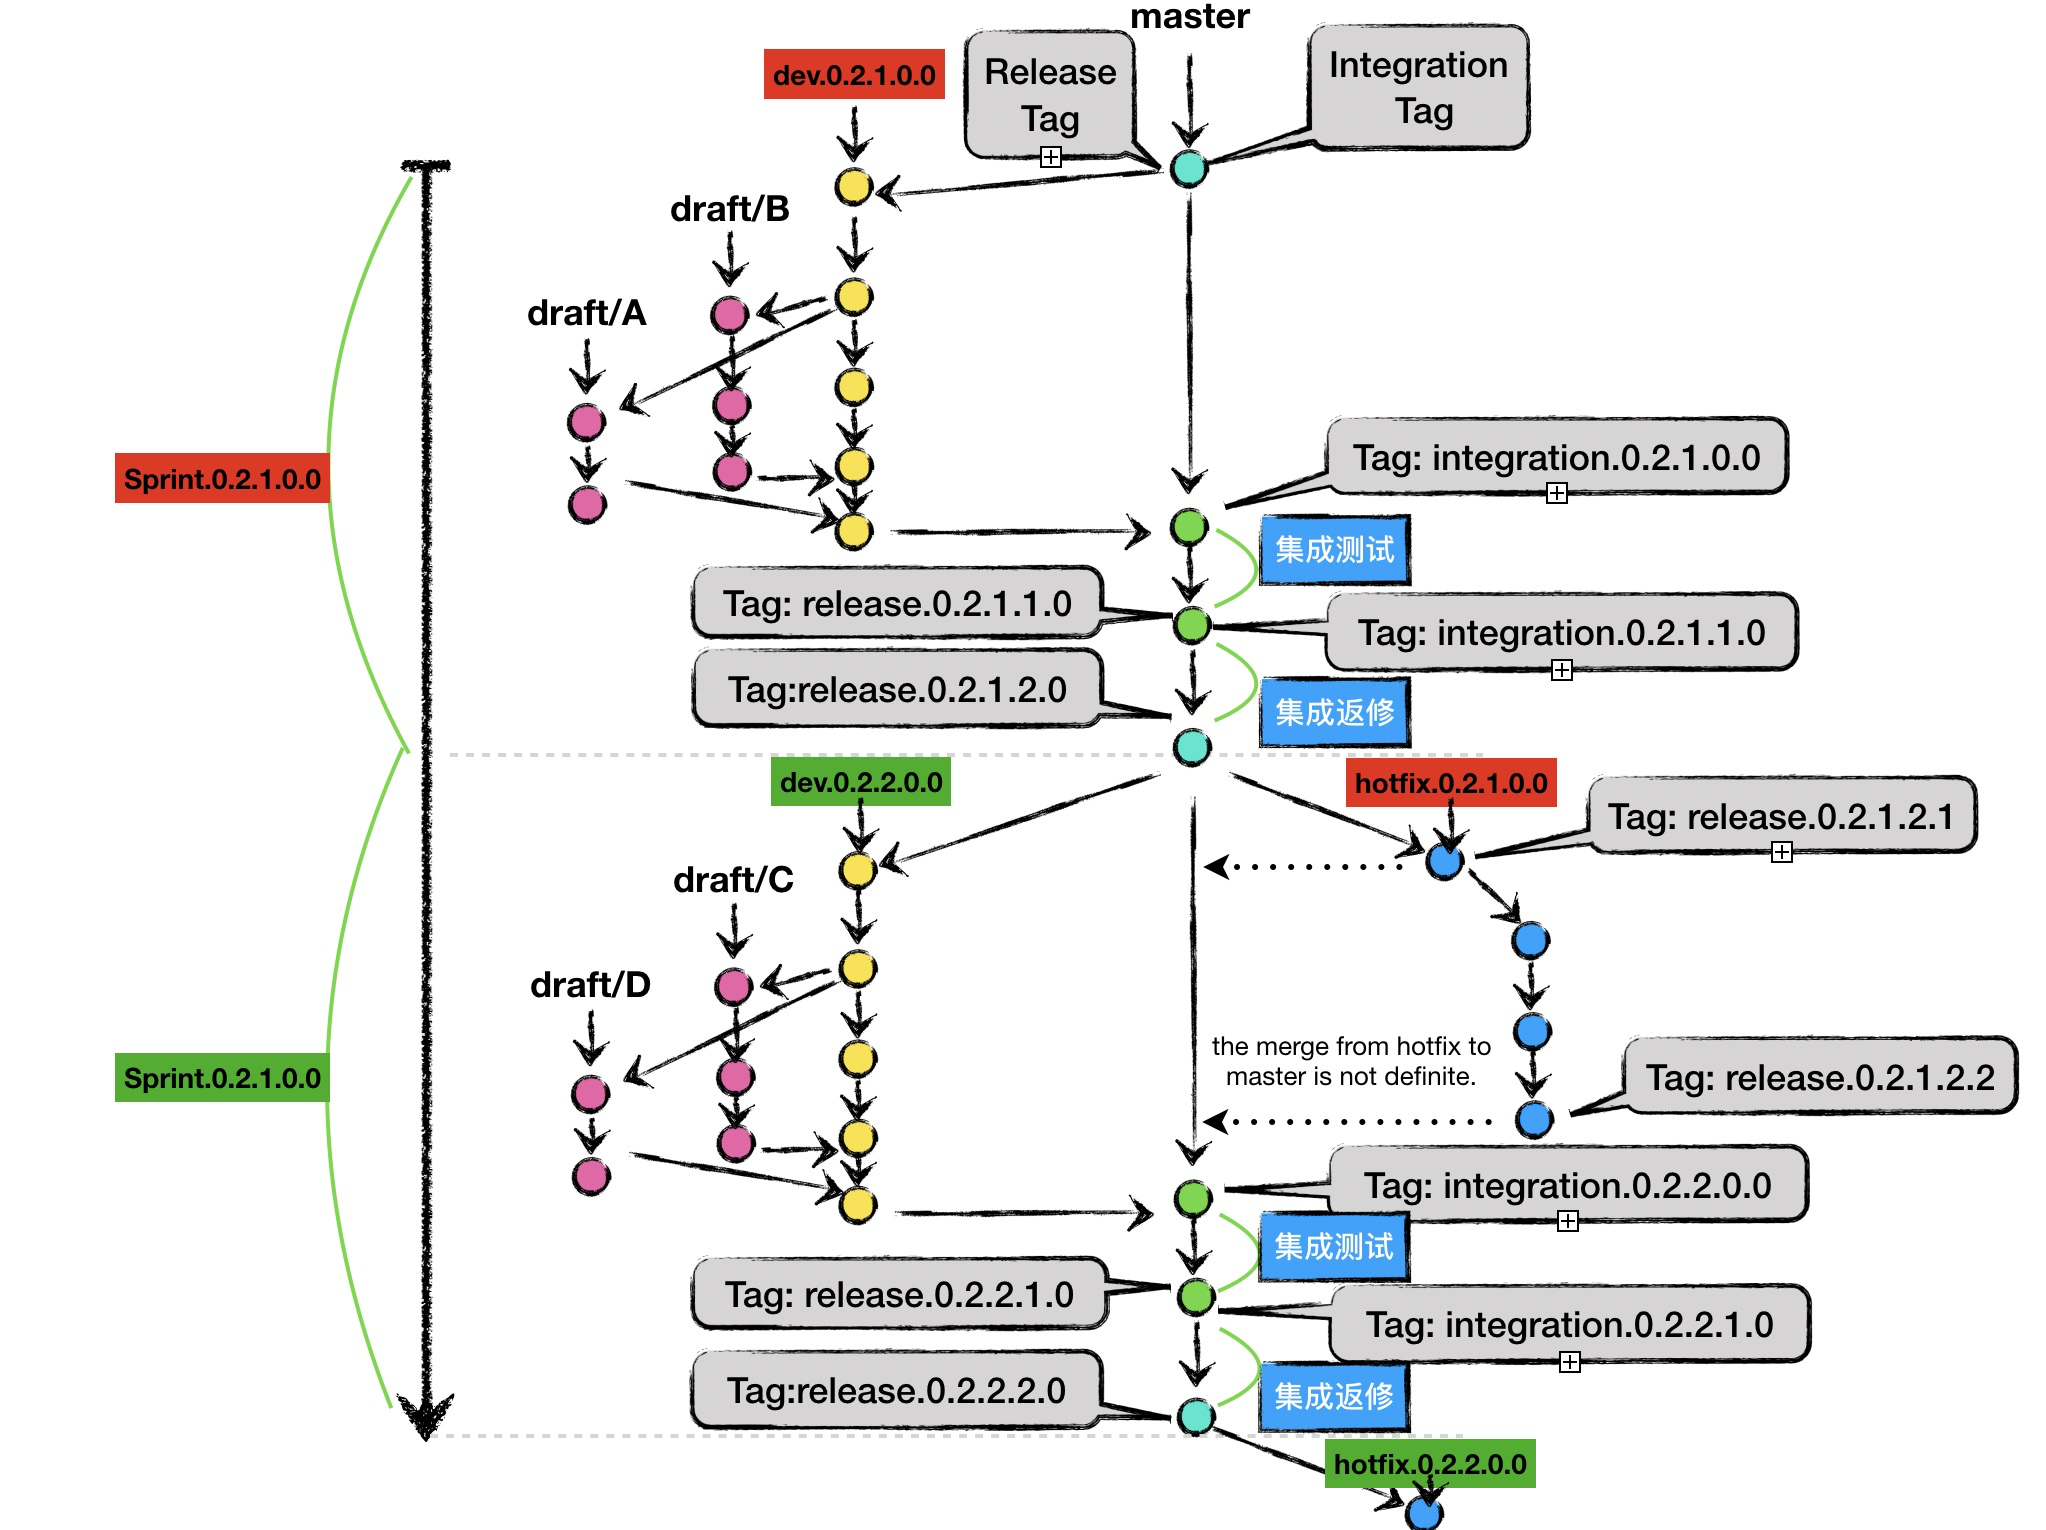 master
Release
Tag
Integration
Tag
dev.0.2.1.0.0
draft/B
draft/A
Tag: integration.0.2.1.0.0
Sprint.0.2.1.0.0
集成测试
Tag: release.0.2.1.1.0
Tag: integration.0.2.1.1.0
Tag:release.0.2.1.2.0
集成返修
dev.0.2.2.0.0
hotfix.0.2.1.0.0
Tag: release.0.2.1.2.1
draft/C
draft/D
the merge from hotfix to
master is not definite.
Sprint.0.2.1.0.0
Tag: release.0.2.1.2.2
Tag: integration.0.2.2.0.0
集成测试
Tag: release.0.2.2.1.0
Tag: integration.0.2.2.1.0
Tag:release.0.2.2.2.0
集成返修
hotfix.0.2.2.0.0